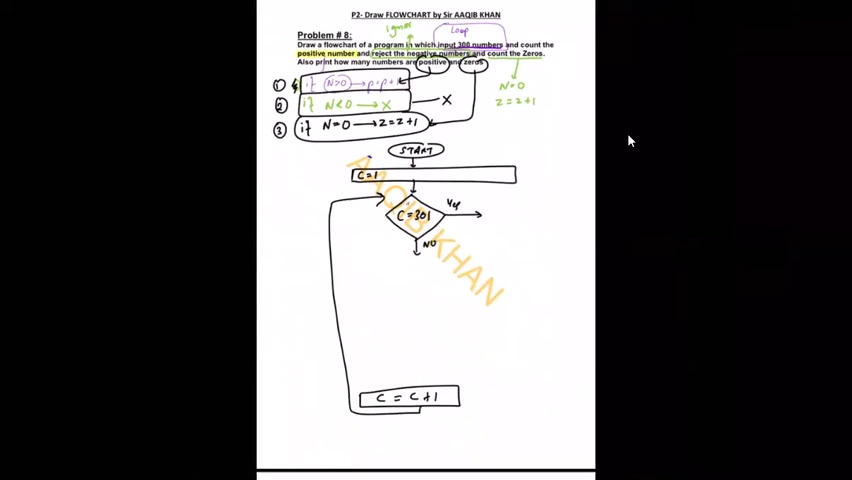 P2- Draw FLOWCHART by Sir AAQIB KHAN
ignor
Loop
Problem # 8:
Draw a flowchart of a program in which input 300 numbers and count the
positive number and reject the negative numbers and count the Zeros.
Also print how many numbers are positive and zeros
① if N>0 → p=p+1
② if N<0 → X — X
③ if N=0 → Z=Z+1
N=0
Z=Z+1
START
C=1
C=301
Yes
NO
C = C+1
AAQIB KHAN